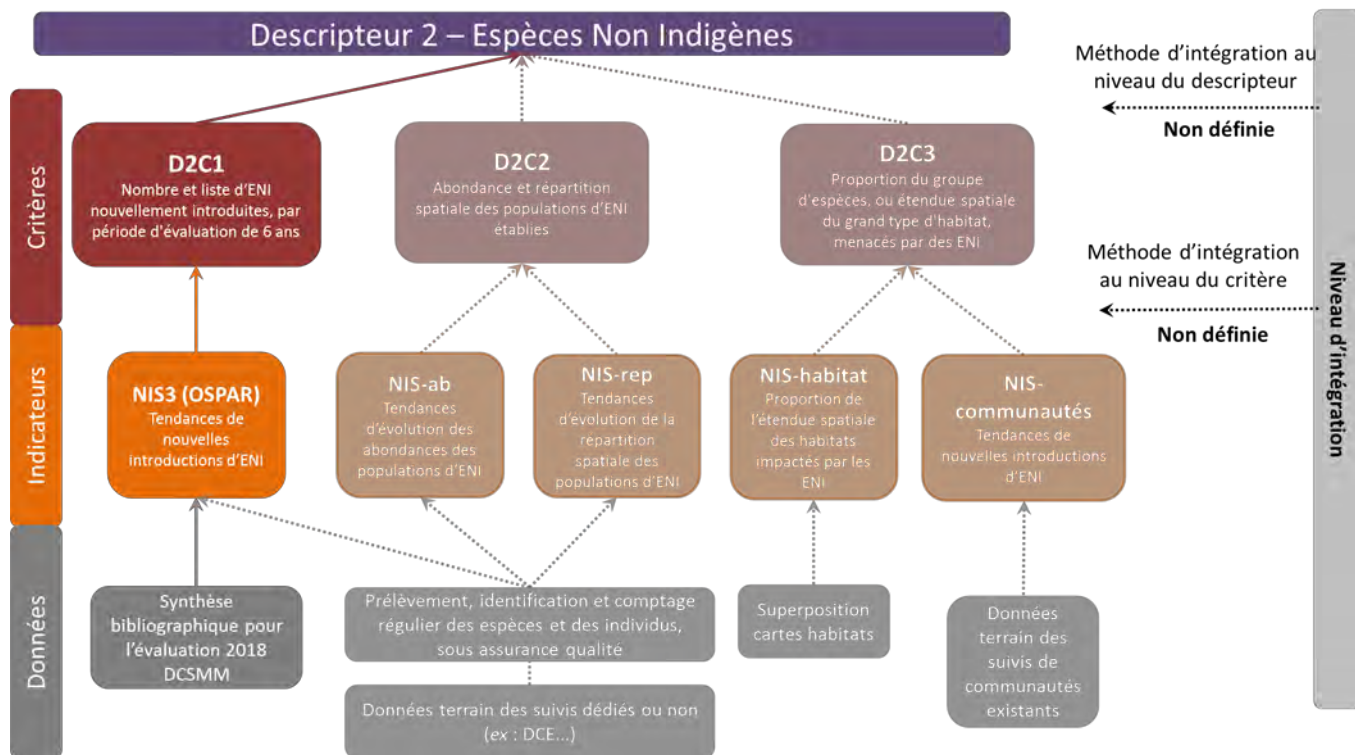 Descripteur 2 – Espèces Non Indigènes
Méthode d'intégration au
niveau du descripteur
Non définie
Critères
D2C1
Nombre et liste d'ENI
nouvellement introduites, par
période d'évaluation de 6 ans
D2C2
Abondance et répartition
spatiale des populations d'ENI
établies
D2C3
Proportion du groupe
d'espèces, ou étendue spatiale
du grand type d'habitat,
menacés par des ENI
Méthode d'intégration
au niveau du critère
Non définie
Niveau d'intégration
Indicateurs
NIS3 (OSPAR)
Tendances de
nouvelles
introductions d'ENI
NIS-ab
Tendances
d'évolution des
abondances des
populations d'ENI
NIS-rep
Tendances
d'évolution de la
répartition
spatiale des
populations d'ENI
NIS-habitat
Proportion de
l'étendue spatiale
des habitats
impactés par les
ENI
NIS-
communautés
Tendances de
nouvelles introductions
d'ENI
Données
Synthèse
bibliographique pour
l'évaluation 2018
DCSMM
Prélèvement, identification et comptage
régulier des espèces et des individus,
sous assurance qualité
Données terrain des suivis dédiés ou non
(ex : DCE...)
Superposition
cartes habitats
Données
terrain des
suivis de
communautés
existants